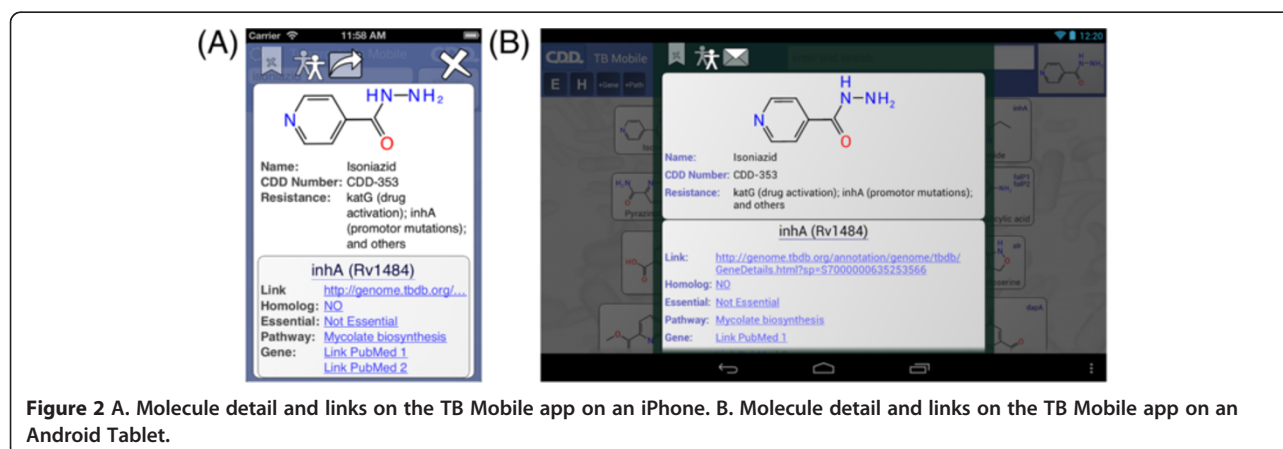 (A)
Carrier 11:58 AM
HN-NH₂
N
O
Name: Isoniazid
CDD Number: CDD-353
Resistance: katG (drug
activation); inhA
(promotor mutations);
and others
inhA (Rv1484)
Link http://genome.tbdb.org/...
Homolog: NO
Essential: Not Essential
Pathway: Mycolate biosynthesis
Gene: Link PubMed 1
Link PubMed 2
(B)
12:20
CDD. TB Mobile
E H +Gene +Path
H
N-NH₂
N
O
Name: Isoniazid
CDD Number: CDD-353
Resistance: katG (drug activation); inhA (promotor mutations);
and others
inhA (Rv1484)
Link: http://genome.tbdb.org/annotation/genome/tbdb/
GeneDetails.html?sp=S7000000635253566
Homolog: NO
Essential: Not Essential
Pathway: Mycolate biosynthesis
Gene: Link PubMed 1
Figure 2 A. Molecule detail and links on the TB Mobile app on an iPhone. B. Molecule detail and links on the TB Mobile app on an
Android Tablet.